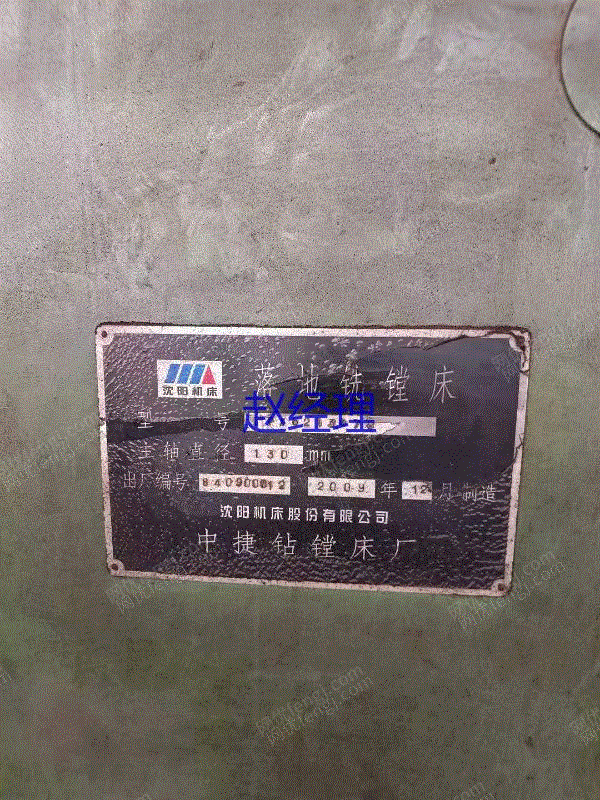 沈阳机床
落地铣镗床
型 号
赵经理
主轴直径 130 mm
出厂编号 840900012 2009 年 12 月 制造
沈阳机床股份有限公司
中捷钻镗床厂